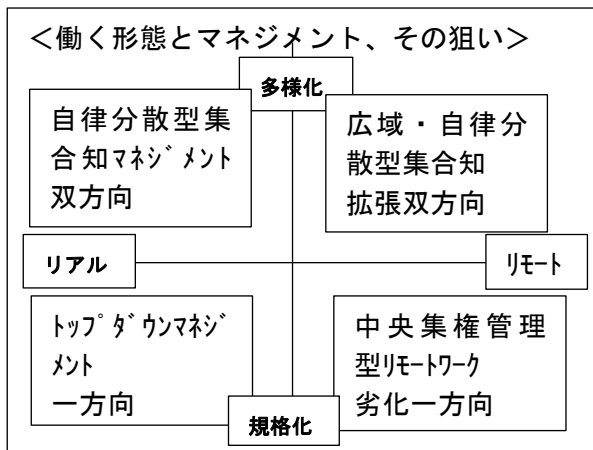 <働く形態とマネジメント、その狙い>
多様化
自律分散型集
合知ﾏﾈｼﾞﾒﾝﾄ
双方向
広域・自律分
散型集合知
拡張双方向
リアル
ﾘﾓｰﾄ
ﾄｯﾌﾟﾀﾞｳﾝﾏﾈｼﾞ
ﾒﾝﾄ
一方向
中央集権管理
型ﾘﾓｰﾄﾜｰｸ
劣化一方向
規格化